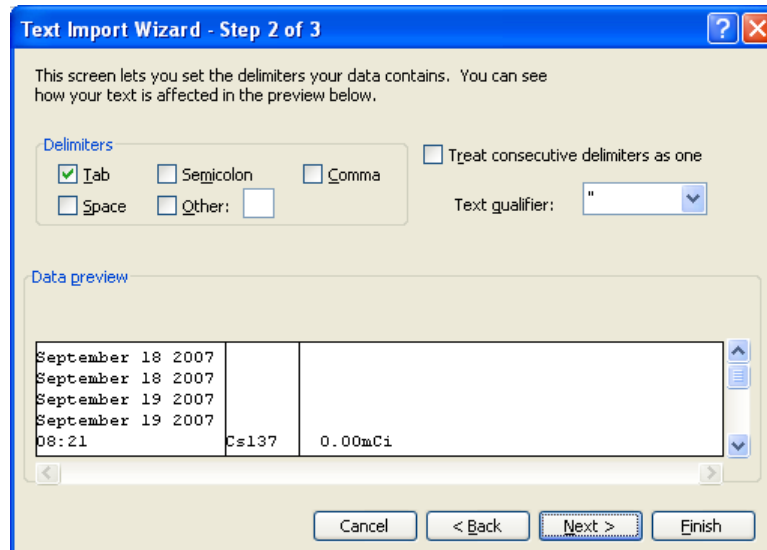 Text Import Wizard - Step 2 of 3
This screen lets you set the delimiters your data contains. You can see
how your text is affected in the preview below.
Delimiters
Tab
Semicolon
Comma
Space
Other:
Treat consecutive delimiters as one
Text qualifier: "
Data preview
September 18 2007
September 18 2007
September 19 2007
September 19 2007
08:21 Cs137 0.00mCi
Cancel
< Back
Next >
Finish